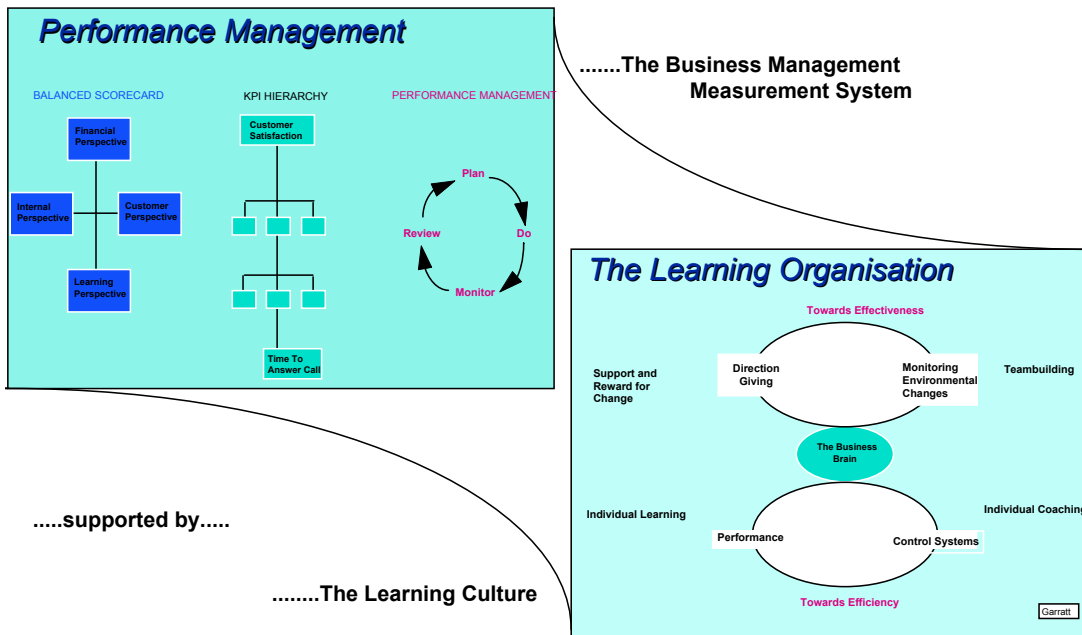 Performance Management
BALANCED SCORECARD
Financial
Perspective
Internal
Perspective
Customer
Perspective
Learning
Perspective
KPI HIERARCHY
Customer
Satisfaction
Time To
Answer Call
PERFORMANCE MANAGEMENT
Plan
Do
Monitor
Review
.......The Business Management
Measurement System
The Learning Organisation
Towards Effectiveness
Support and
Reward for
Change
Direction
Giving
Monitoring
Environmental
Changes
Teambuilding
The Business
Brain
Individual Learning
Individual Coaching
Performance
Control Systems
Towards Efficiency
Garratt
.....supported by.....
........The Learning Culture